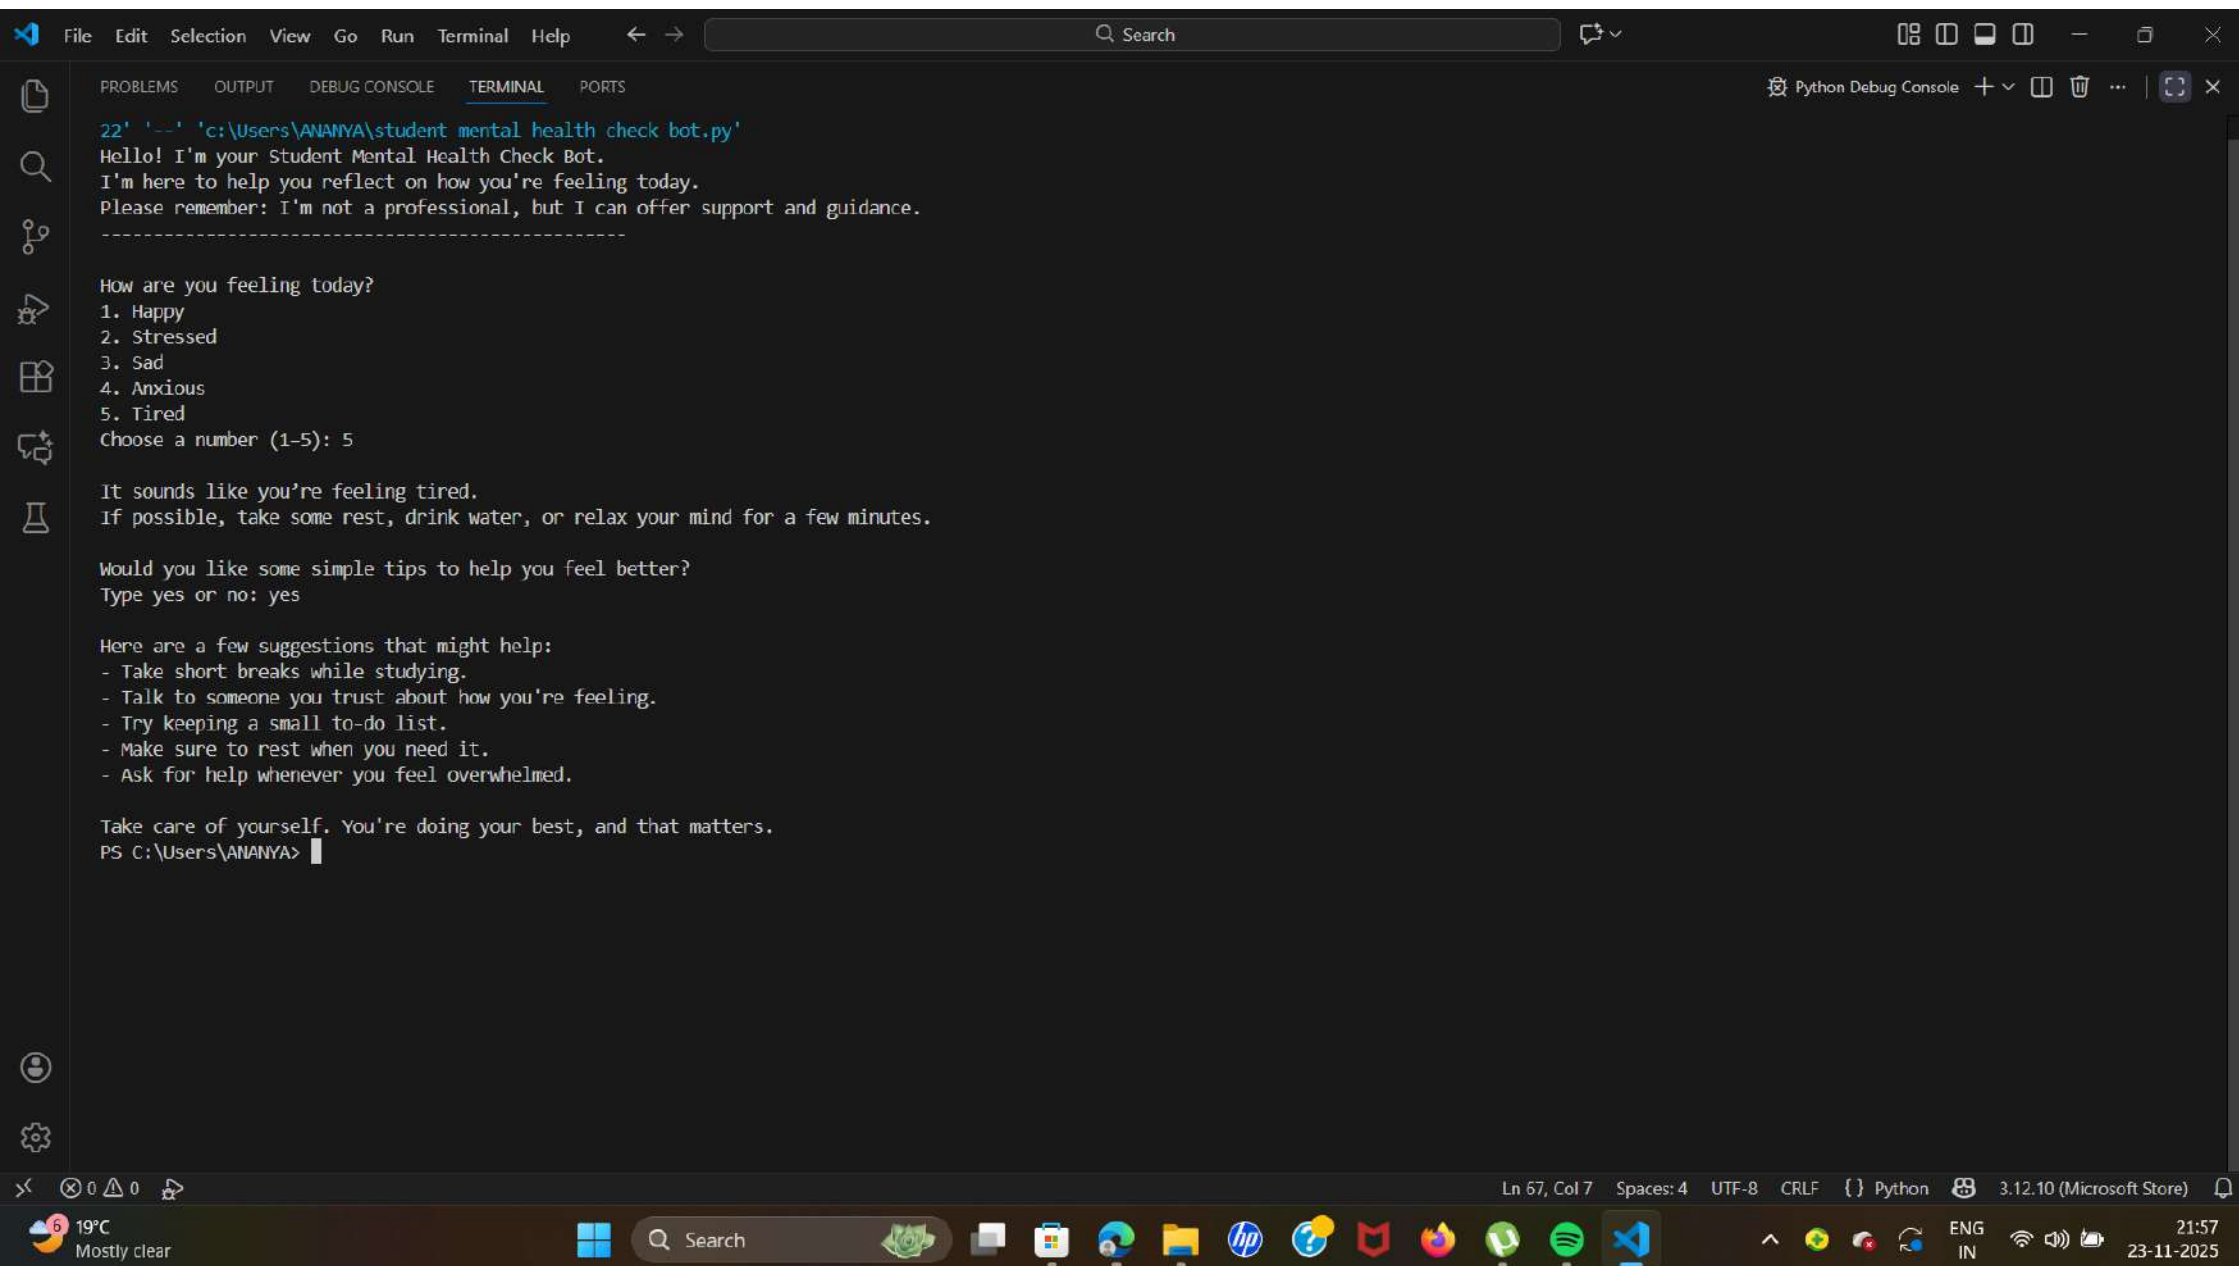 File Edit Selection View Go Run Terminal Help Search
PROBLEMS OUTPUT DEBUG CONSOLE TERMINAL PORTS Python Debug Console
22' '--' 'c:\Users\ANANYA\student mental health check bot.py'
Hello! I'm your Student Mental Health Check Bot.
I'm here to help you reflect on how you're feeling today.
Please remember: I'm not a professional, but I can offer support and guidance.
--------------------------------------------------
How are you feeling today?
1. Happy
2. Stressed
3. Sad
4. Anxious
5. Tired
Choose a number (1–5): 5
It sounds like you’re feeling tired.
If possible, take some rest, drink water, or relax your mind for a few minutes.
Would you like some simple tips to help you feel better?
Type yes or no: yes
Here are a few suggestions that might help:
- Take short breaks while studying.
- Talk to someone you trust about how you're feeling.
- Try keeping a small to-do list.
- Make sure to rest when you need it.
- Ask for help whenever you feel overwhelmed.
Take care of yourself. You're doing your best, and that matters.
PS C:\Users\ANANYA>
0 0 Ln 67, Col 7 Spaces: 4 UTF-8 CRLF { } Python 3.12.10 (Microsoft Store)
6 19°C Search hp ENG 21:57
Mostly clear IN 23-11-2025